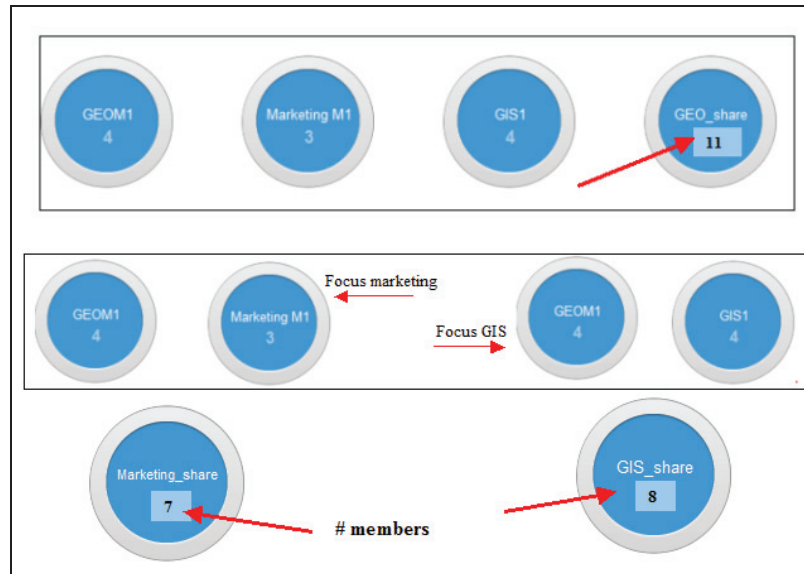 GEOM1
4
Marketing M1
3
GIS1
4
GEO_share
11
Focus marketing
GEOM1
4
Marketing M1
3
Focus GIS
GEOM1
4
GIS1
4
Marketing_share
7
GIS_share
8
# members